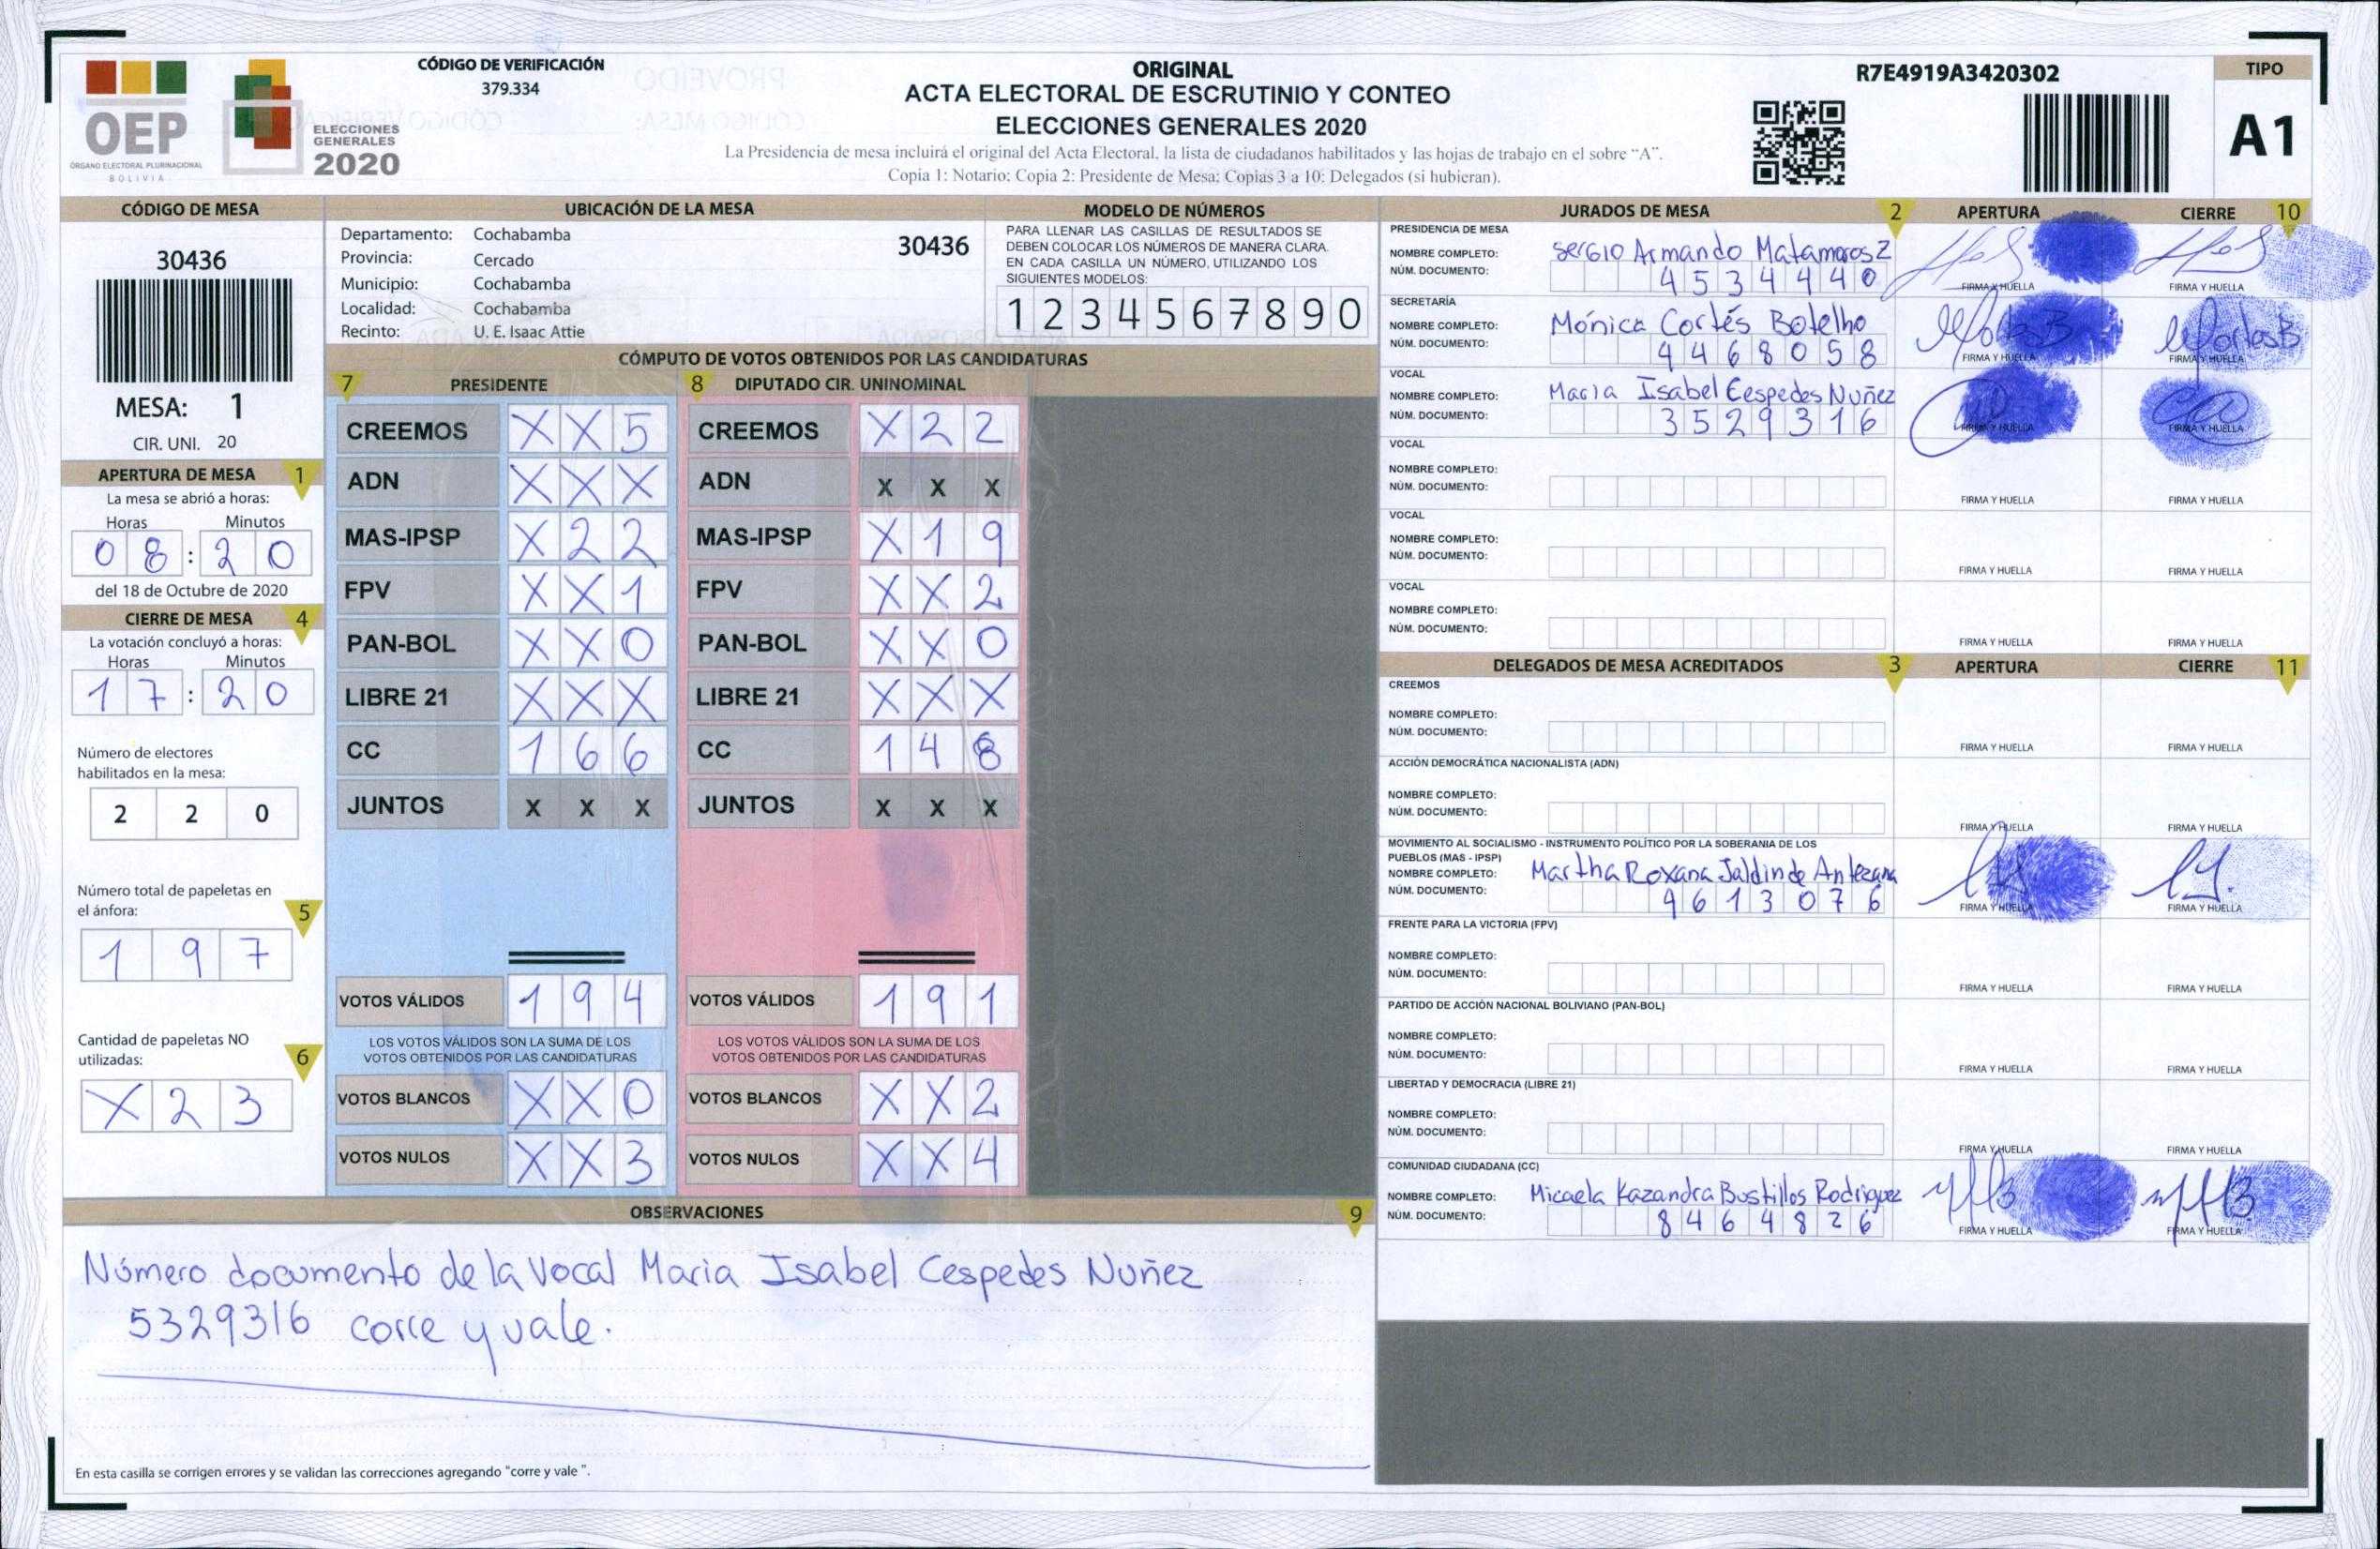 OEP
ÓRGANO ELECTORAL PLURINACIONAL
BOLIVIA
ELECCIONES
GENERALES
2020
CÓDIGO DE VERIFICACIÓN
379.334
ORIGINAL
ACTA ELECTORAL DE ESCRUTINIO Y CONTEO
ELECCIONES GENERALES 2020
La Presidencia de mesa incluirá el original del Acta Electoral, la lista de ciudadanos habilitados y las hojas de trabajo en el sobre “A”.
Copia 1: Notario; Copia 2: Presidente de Mesa; Copias 3 a 10: Delegados (si hubieran).
R7E4919A3420302
TIPO
A1
CÓDIGO DE MESA
30436
MESA: 1
CIR. UNI. 20
APERTURA DE MESA 1
La mesa se abrió a horas:
Horas Minutos
08:20
del 18 de Octubre de 2020
CIERRE DE MESA 4
La votación concluyó a horas:
Horas Minutos
17:20
Número de electores
habilitados en la mesa:
2 2 0
Número total de papeletas en
el ánfora: 5
1 9 7
Cantidad de papeletas NO
utilizadas: 6
X 2 3
UBICACIÓN DE LA MESA
Departamento: Cochabamba 30436
Provincia: Cercado
Municipio: Cochabamba
Localidad: Cochabamba
Recinto: U. E. Isaac Attie
MODELO DE NÚMEROS
PARA LLENAR LAS CASILLAS DE RESULTADOS SE
DEBEN COLOCAR LOS NÚMEROS DE MANERA CLARA.
EN CADA CASILLA UN NÚMERO, UTILIZANDO LOS
SIGUIENTES MODELOS:
1 2 3 4 5 6 7 8 9 0
CÓMPUTO DE VOTOS OBTENIDOS POR LAS CANDIDATURAS
7 PRESIDENTE
CREEMOS X X 5
ADN X X X
MAS-IPSP X 2 2
FPV X X 1
PAN-BOL X X 0
LIBRE 21 X X X
CC 1 6 6
JUNTOS X X X
VOTOS VÁLIDOS 1 9 4
LOS VOTOS VÁLIDOS SON LA SUMA DE LOS
VOTOS OBTENIDOS POR LAS CANDIDATURAS
VOTOS BLANCOS X X 0
VOTOS NULOS X X 3
8 DIPUTADO CIR. UNINOMINAL
CREEMOS X 2 2
ADN X X X
MAS-IPSP X 1 9
FPV X X 2
PAN-BOL X X 0
LIBRE 21 X X X
CC 1 4 8
JUNTOS X X X
VOTOS VÁLIDOS 1 9 1
LOS VOTOS VÁLIDOS SON LA SUMA DE LOS
VOTOS OBTENIDOS POR LAS CANDIDATURAS
VOTOS BLANCOS X X 2
VOTOS NULOS X X 4
OBSERVACIONES 9
Número documento de la Vocal Maria Isabel Cespedes Nuñez
5329316 corre y vale.
En esta casilla se corrigen errores y se validan las correcciones agregando "corre y vale ".
JURADOS DE MESA 2 APERTURA CIERRE 10
PRESIDENCIA DE MESA
NOMBRE COMPLETO: Sergio Armando Matamoros Z
NÚM. DOCUMENTO: 4534440
FIRMA Y HUELLA FIRMA Y HUELLA
SECRETARÍA
NOMBRE COMPLETO: Mónica Cortés Botelho
NÚM. DOCUMENTO: 4468058
FIRMA Y HUELLA FIRMA Y HUELLA
VOCAL
NOMBRE COMPLETO: Maria Isabel Cespedes Nuñez
NÚM. DOCUMENTO: 3529316
FIRMA Y HUELLA FIRMA Y HUELLA
VOCAL
NOMBRE COMPLETO:
NÚM. DOCUMENTO:
FIRMA Y HUELLA FIRMA Y HUELLA
VOCAL
NOMBRE COMPLETO:
NÚM. DOCUMENTO:
FIRMA Y HUELLA FIRMA Y HUELLA
VOCAL
NOMBRE COMPLETO:
NÚM. DOCUMENTO:
FIRMA Y HUELLA FIRMA Y HUELLA
DELEGADOS DE MESA ACREDITADOS 3 APERTURA CIERRE 11
CREEMOS
NOMBRE COMPLETO:
NÚM. DOCUMENTO:
FIRMA Y HUELLA FIRMA Y HUELLA
ACCIÓN DEMOCRÁTICA NACIONALISTA (ADN)
NOMBRE COMPLETO:
NÚM. DOCUMENTO:
FIRMA Y HUELLA FIRMA Y HUELLA
MOVIMIENTO AL SOCIALISMO - INSTRUMENTO POLÍTICO POR LA SOBERANIA DE LOS
PUEBLOS (MAS - IPSP)
NOMBRE COMPLETO: Martha Roxana Jaldin de Antezana
NÚM. DOCUMENTO: 9613076
FIRMA Y HUELLA FIRMA Y HUELLA
FRENTE PARA LA VICTORIA (FPV)
NOMBRE COMPLETO:
NÚM. DOCUMENTO:
FIRMA Y HUELLA FIRMA Y HUELLA
PARTIDO DE ACCIÓN NACIONAL BOLIVIANO (PAN-BOL)
NOMBRE COMPLETO:
NÚM. DOCUMENTO:
FIRMA Y HUELLA FIRMA Y HUELLA
LIBERTAD Y DEMOCRACIA (LIBRE 21)
NOMBRE COMPLETO:
NÚM. DOCUMENTO:
FIRMA Y HUELLA FIRMA Y HUELLA
COMUNIDAD CIUDADANA (CC)
NOMBRE COMPLETO: Micaela Kazandra Bustillos Rodriguez
NÚM. DOCUMENTO: 8464826
FIRMA Y HUELLA FIRMA Y HUELLA